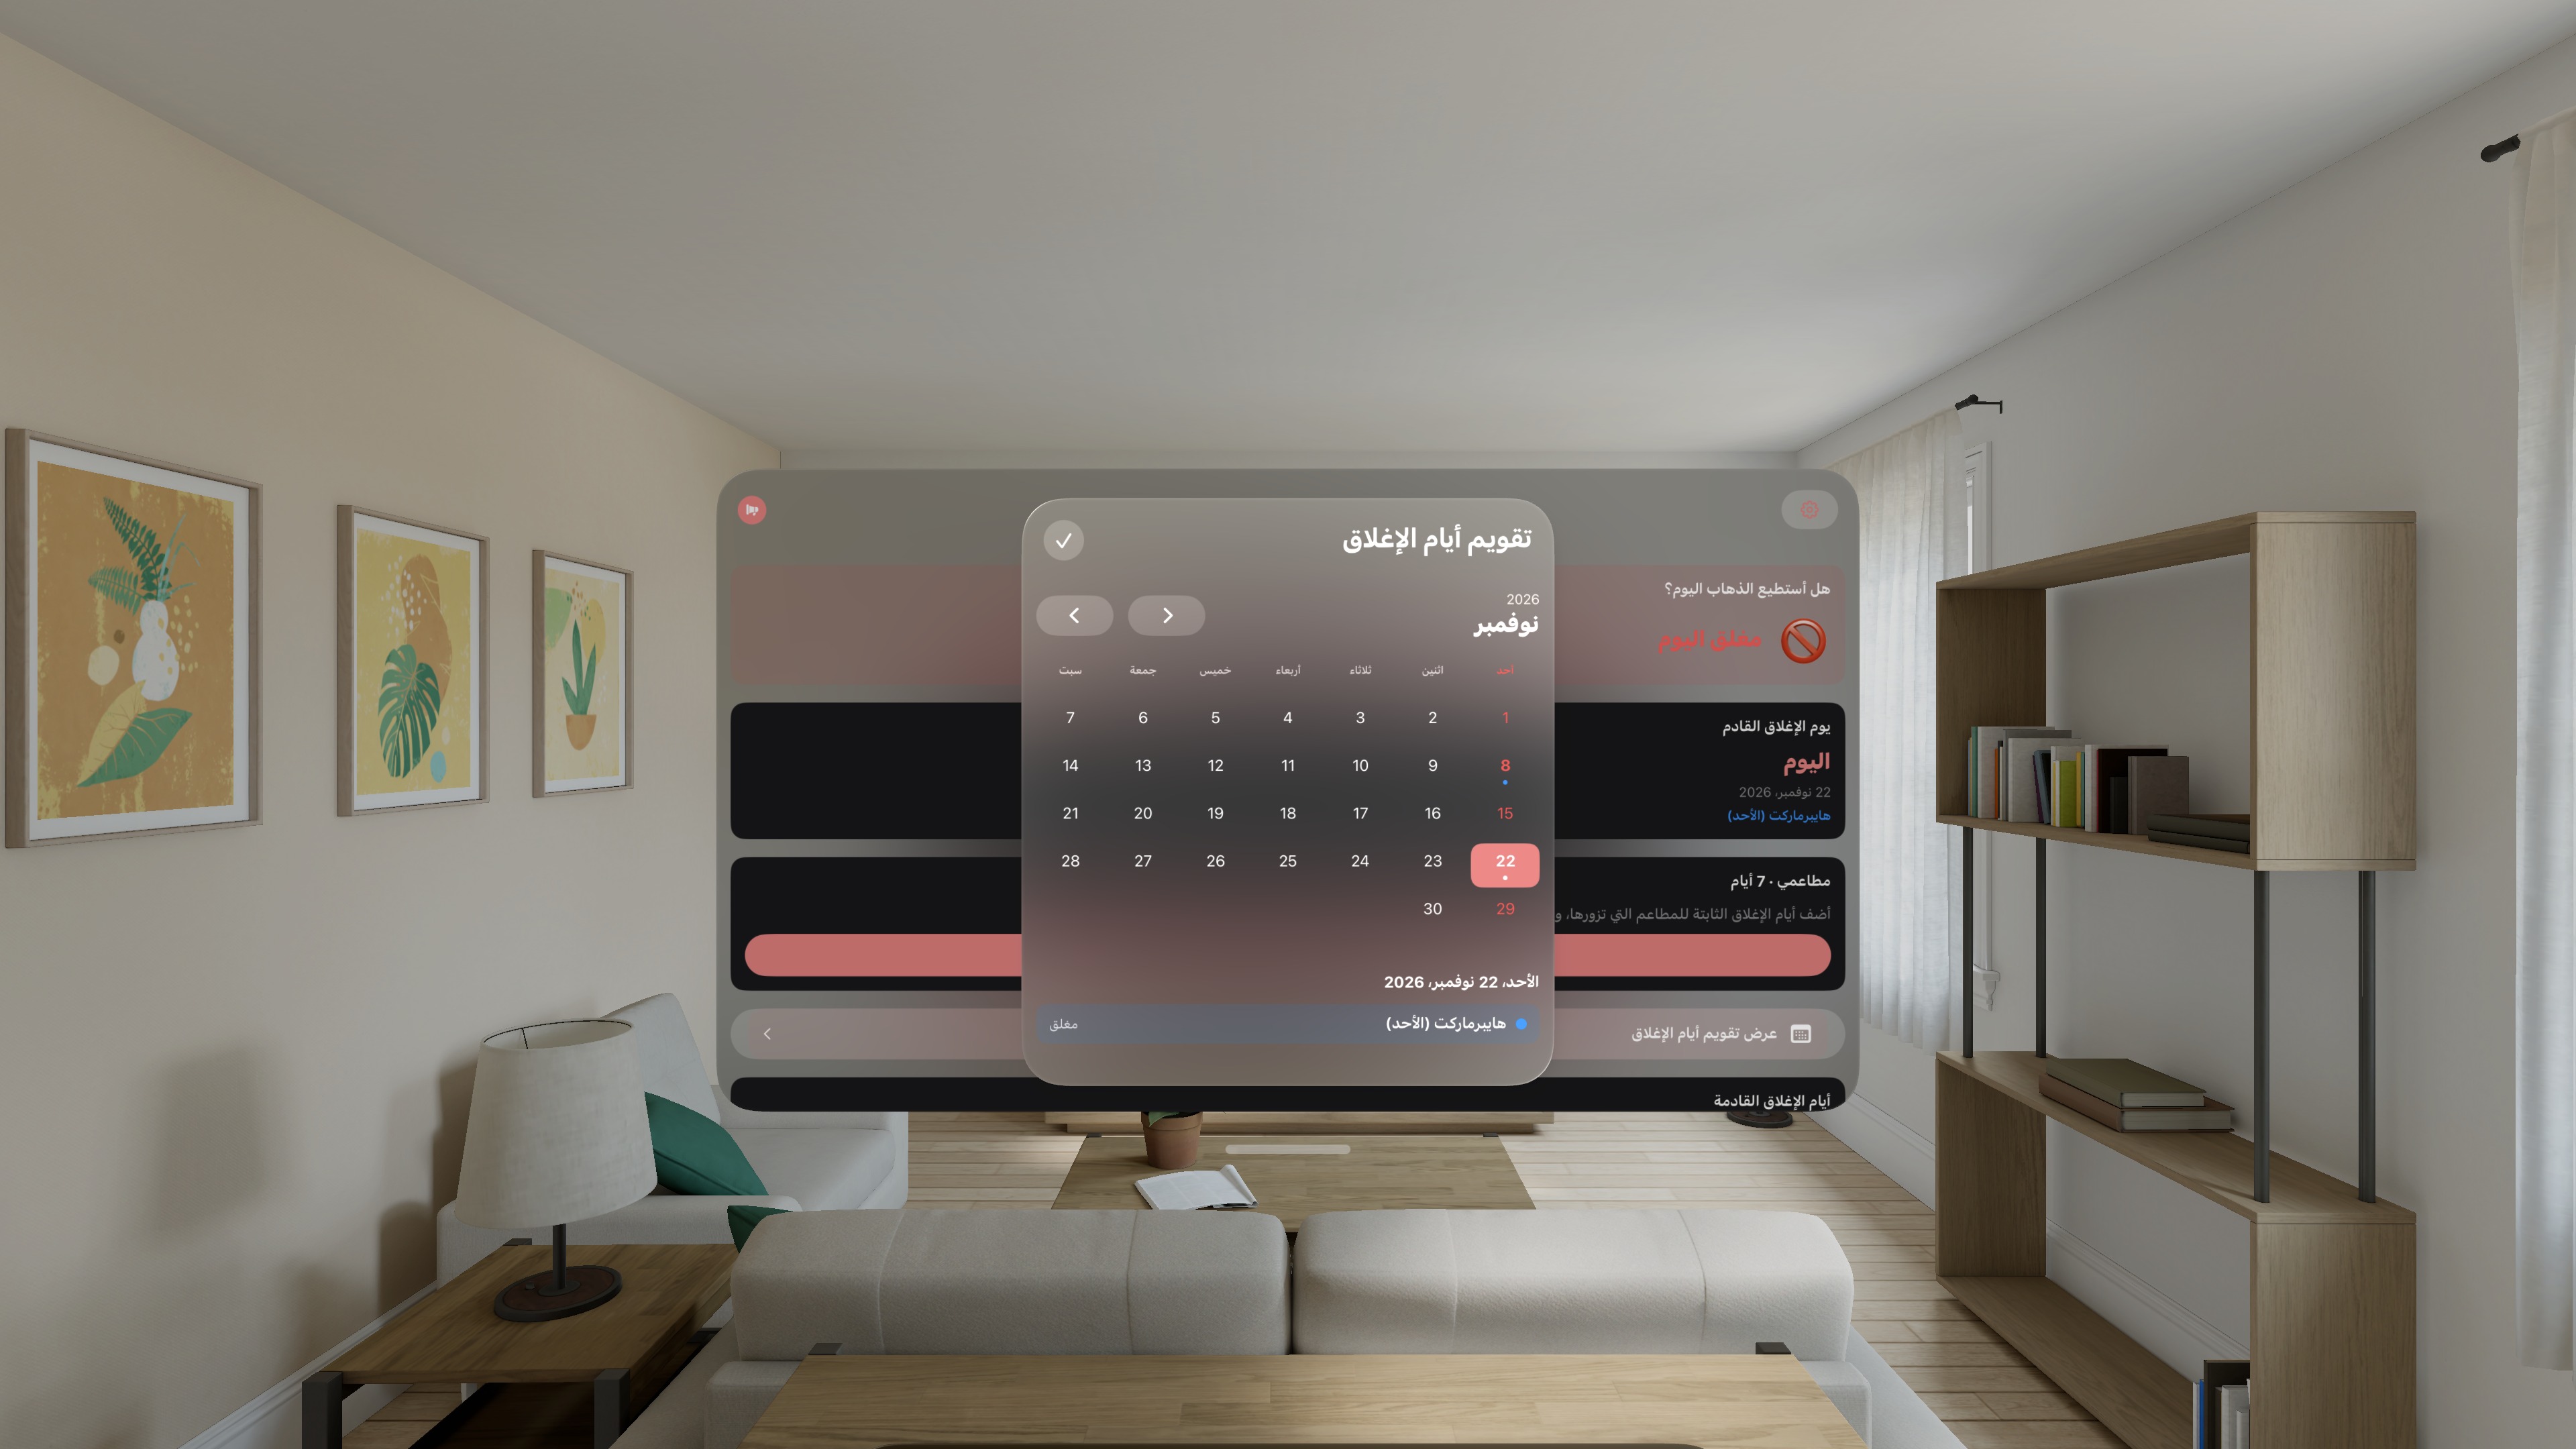 تقويم أيام الإغلاق
2026
نوفمبر
أحد اثنين ثلاثاء أربعاء خميس جمعة سبت
1 2 3 4 5 6 7
8 9 10 11 12 13 14
15 16 17 18 19 20 21
22 23 24 25 26 27 28
29 30
الأحد، 22 نوفمبر، 2026
هايبرماركت (الأحد) مغلق
هل أستطيع الذهاب اليوم؟
مغلق اليوم
يوم الإغلاق القادم
اليوم
22 نوفمبر، 2026
هايبرماركت (الأحد)
مطاعمي · 7 أيام
أضف أيام الإغلاق الثابتة للمطاعم التي تزورها، و
عرض تقويم أيام الإغلاق
أيام الإغلاق القادمة